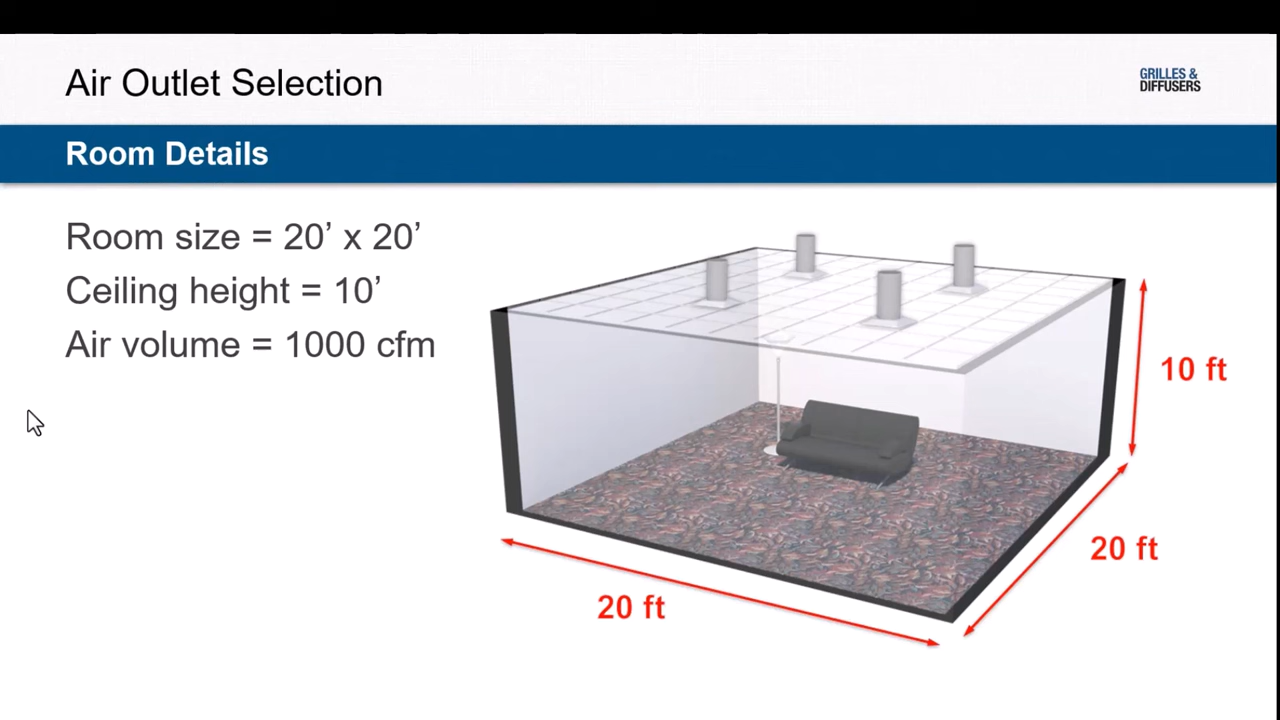 Air Outlet Selection
GRILLES &
DIFFUSERS
Room Details
Room size = 20’ x 20’
Ceiling height = 10’
Air volume = 1000 cfm
10 ft
20 ft
20 ft